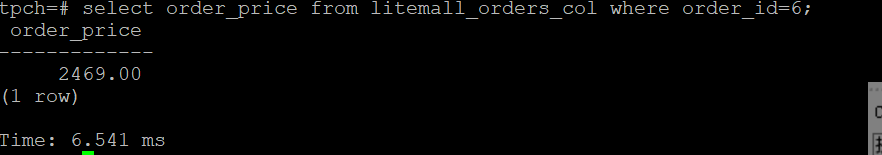 tpch=# select order_price from litemall_orders_col where order_id=6;
order_price
-------------
2469.00
(1 row)
Time: 6.541 ms